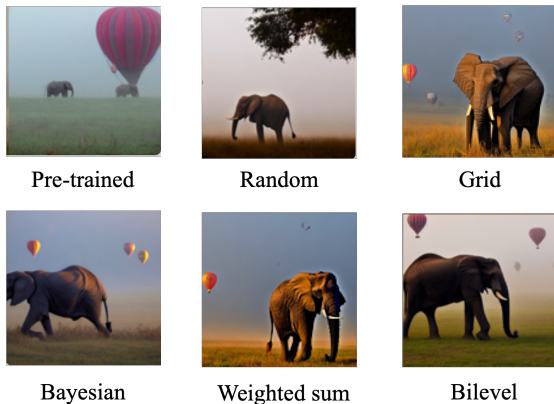 Pre-trained
Random
Grid
Bayesian
Weighted sum
Bilevel